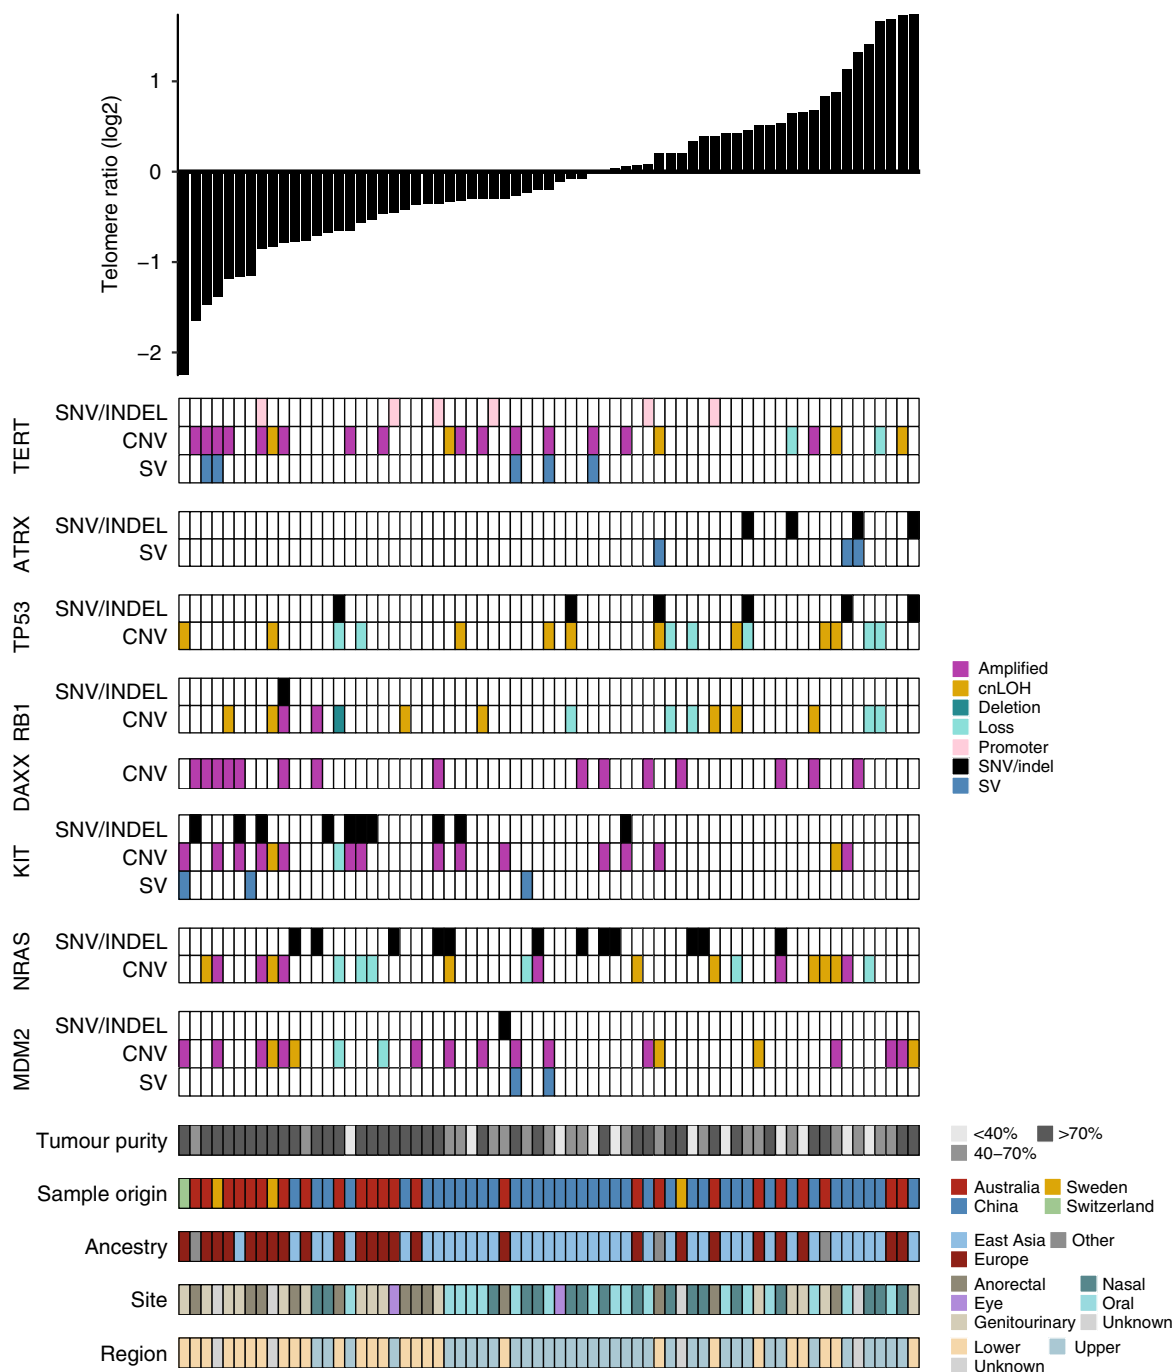 Telomere ratio (log2)
1
0
−1
−2
TERT
SNV/INDEL
CNV
SV
ATRX
SNV/INDEL
SV
TP53
SNV/INDEL
CNV
RB1
SNV/INDEL
CNV
DAXX
CNV
KIT
SNV/INDEL
CNV
SV
NRAS
SNV/INDEL
CNV
MDM2
SNV/INDEL
CNV
SV
Amplified
cnLOH
Deletion
Loss
Promoter
SNV/indel
SV
Tumour purity
<40% >70%
40−70%
Sample origin
Australia Sweden
China Switzerland
Ancestry
East Asia Other
Europe
Site
Anorectal Nasal
Eye Oral
Genitourinary Unknown
Region
Lower Upper
Unknown